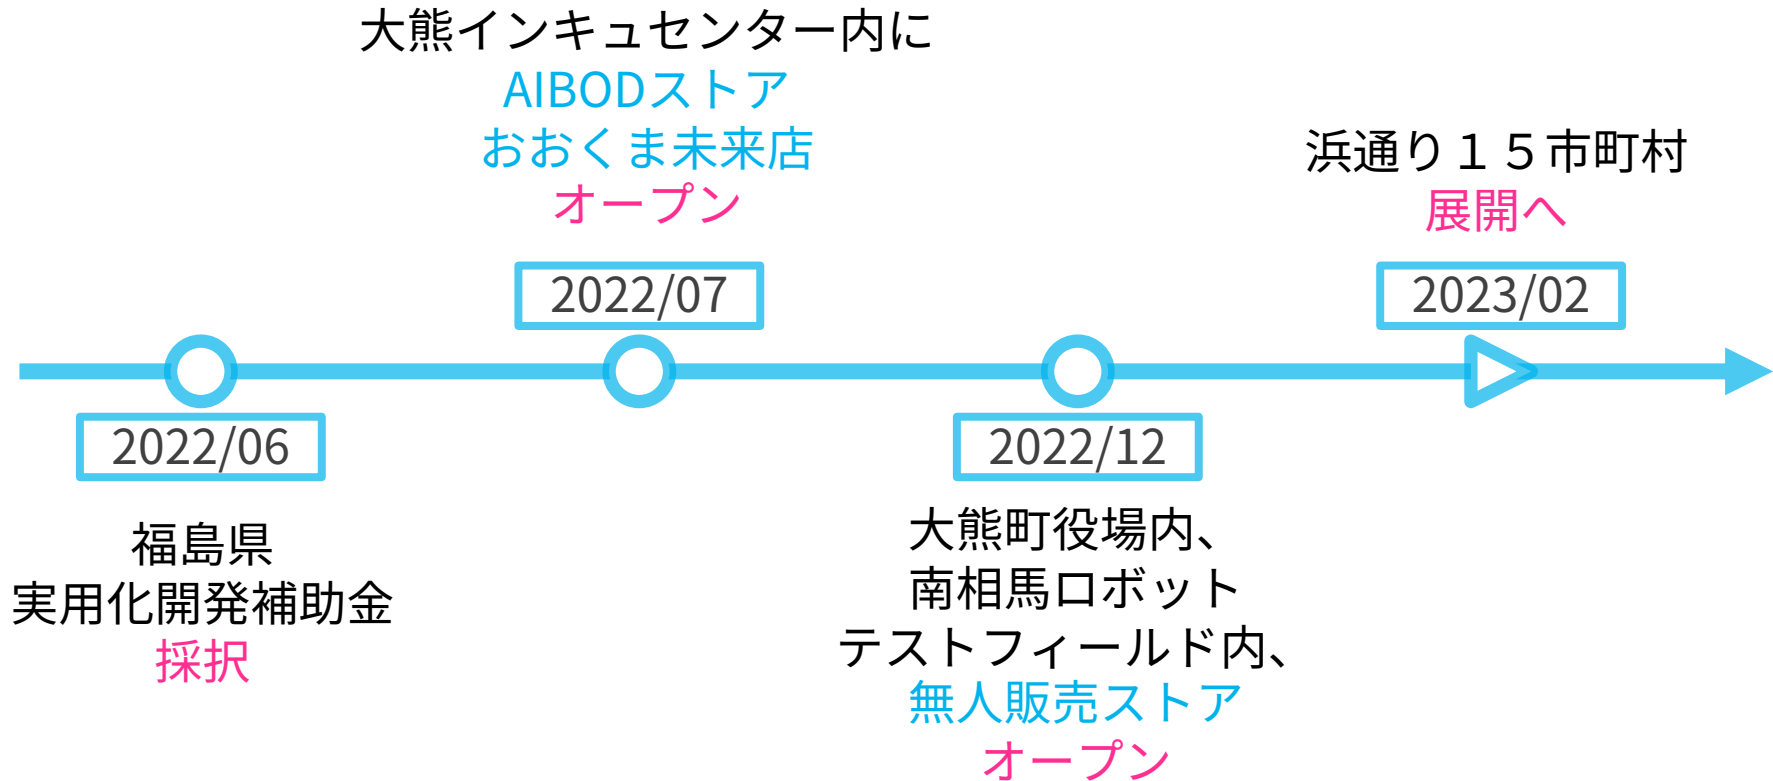 大熊インキュセンター内に
AIBODストア
おおくま未来店
オープン
2022/07
浜通り１５市町村
展開へ
2023/02
2022/06
福島県
実用化開発補助金
採択
2022/12
大熊町役場内、
南相馬ロボット
テストフィールド内、
無人販売ストア
オープン